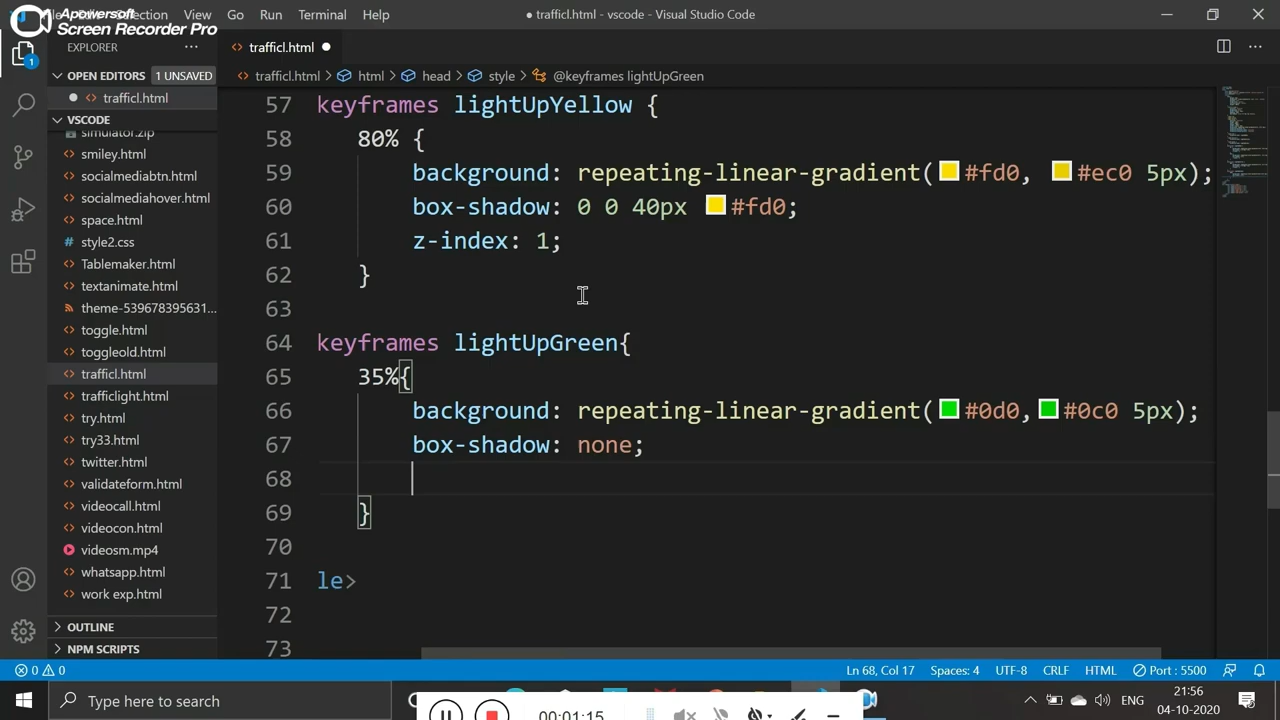 Apowersoft
Screen Recorder Pro
Selection View Go Run Terminal Help
● trafficl.html - vscode - Visual Studio Code
EXPLORER
trafficl.html
trafficl.html > html > head > style > @keyframes lightUpGreen
OPEN EDITORS 1 UNSAVED
trafficl.html
VSCODE
simulator.zip
smiley.html
socialmediabtn.html
socialmediahover.html
space.html
style2.css
Tablemaker.html
textanimate.html
theme-539678395631...
toggle.html
toggleold.html
trafficl.html
trafficlight.html
try.html
try33.html
twitter.html
validateform.html
videocall.html
videocon.html
videosm.mp4
whatsapp.html
work exp.html
OUTLINE
NPM SCRIPTS
1
57 keyframes lightUpYellow {
58 80% {
59 background: repeating-linear-gradient(#fd0, #ec0 5px);
60 box-shadow: 0 0 40px #fd0;
61 z-index: 1;
62 }
63
64 keyframes lightUpGreen{
65 35%{
66 background: repeating-linear-gradient(#0d0,#0c0 5px);
67 box-shadow: none;
68
69 }
70
71 le>
72
73
0 0 Ln 68, Col 17 Spaces: 4 UTF-8 CRLF HTML Port : 5500
Type here to search
00:01:15
ENG
21:56
04-10-2020